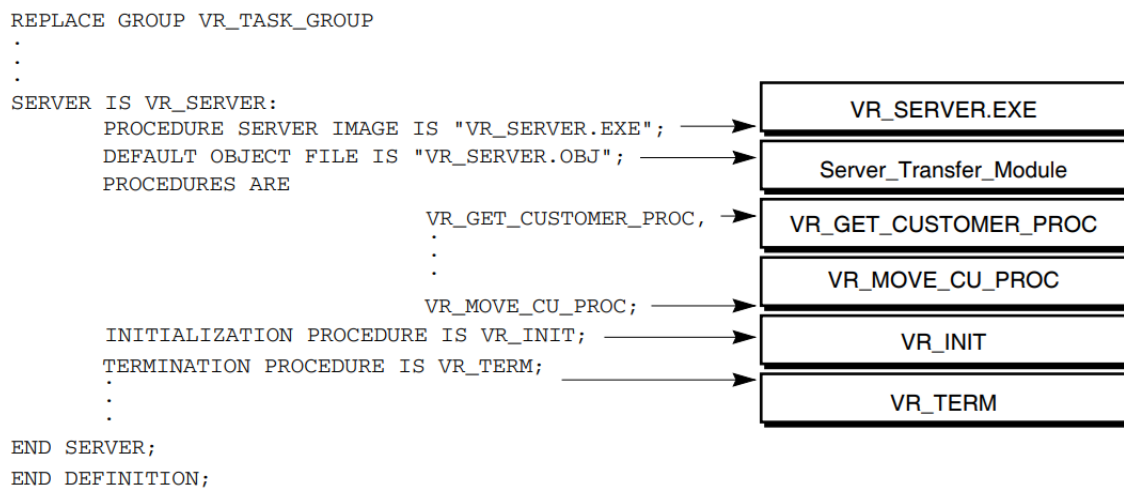 REPLACE GROUP VR_TASK_GROUP
.
.
.
SERVER IS VR_SERVER:
PROCEDURE SERVER IMAGE IS "VR_SERVER.EXE";
VR_SERVER.EXE
DEFAULT OBJECT FILE IS "VR_SERVER.OBJ";
Server_Transfer_Module
PROCEDURES ARE
VR_GET_CUSTOMER_PROC,
VR_GET_CUSTOMER_PROC
.
.
.
VR_MOVE_CU_PROC;
VR_MOVE_CU_PROC
INITIALIZATION PROCEDURE IS VR_INIT;
VR_INIT
TERMINATION PROCEDURE IS VR_TERM;
VR_TERM
.
.
.
END SERVER;
END DEFINITION;